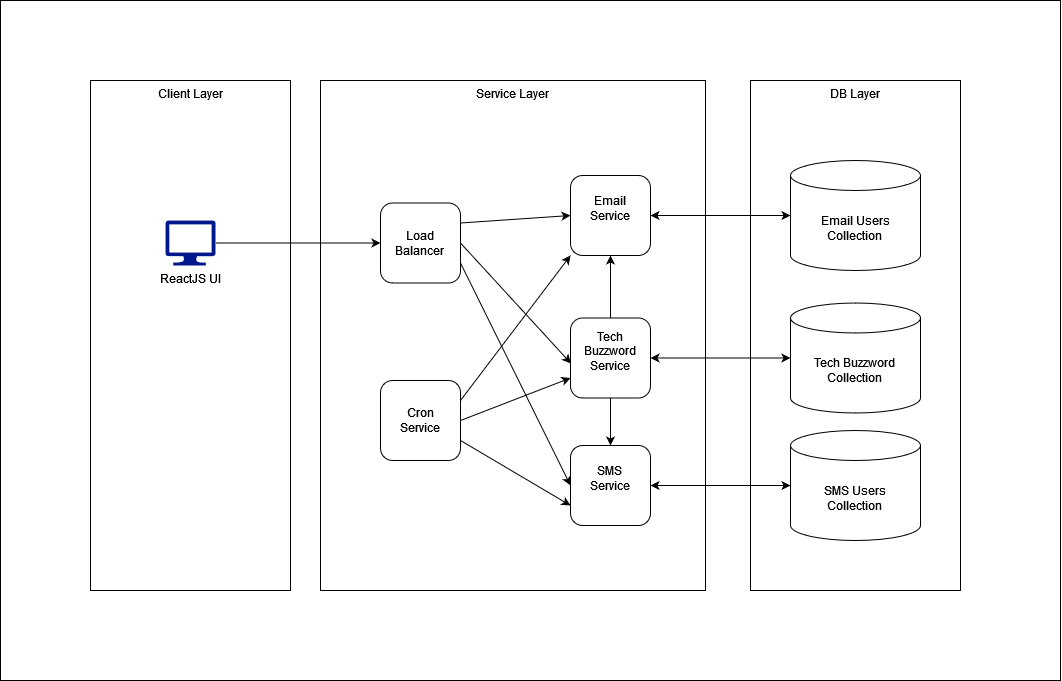 Client Layer
Service Layer
DB Layer
ReactJS UI
Load
Balancer
Cron
Service
Email
Service
Tech
Buzzword
Service
SMS
Service
Email Users
Collection
Tech Buzzword
Collection
SMS Users
Collection